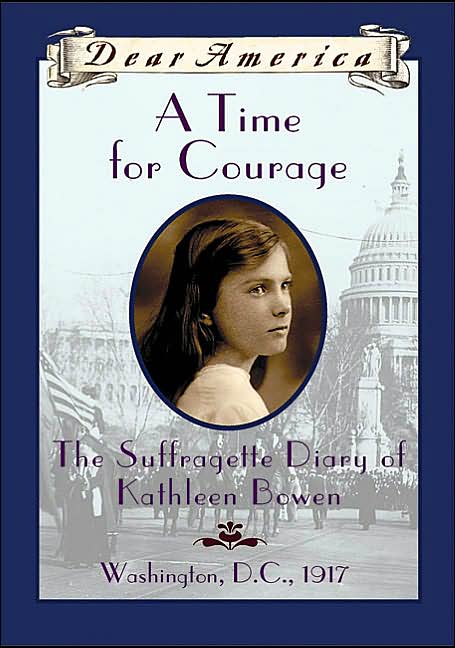 Dear America
A Time
for Courage
The Suffragette Diary of
Kathleen Bowen
Washington, D.C., 1917